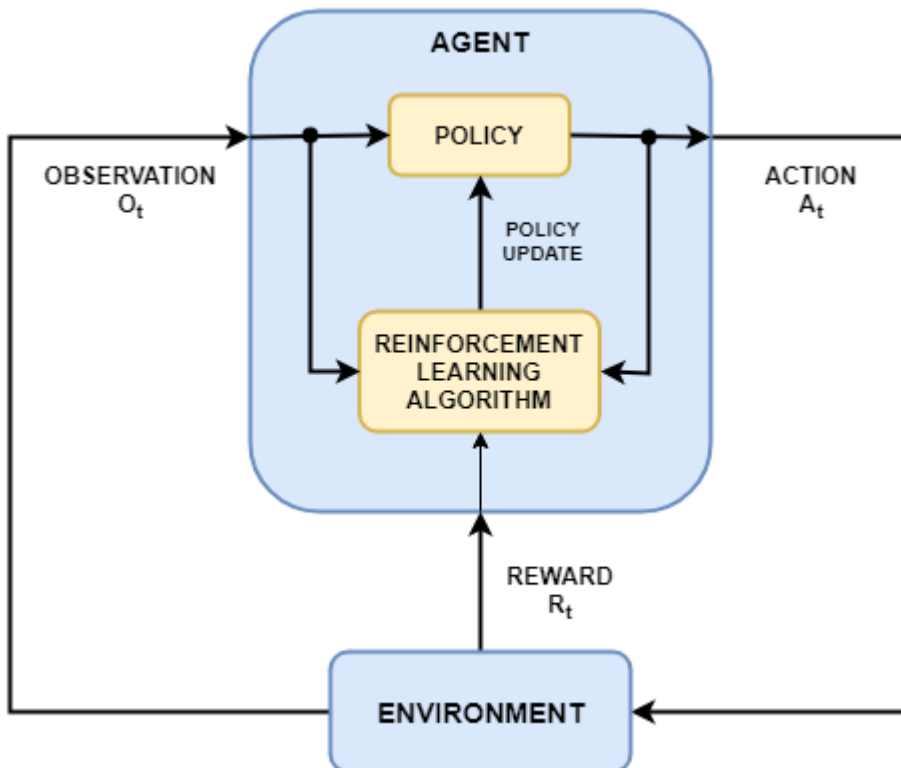 AGENT
POLICY
OBSERVATION
Oₜ
ACTION
Aₜ
POLICY
UPDATE
REINFORCEMENT
LEARNING
ALGORITHM
REWARD
Rₜ
ENVIRONMENT